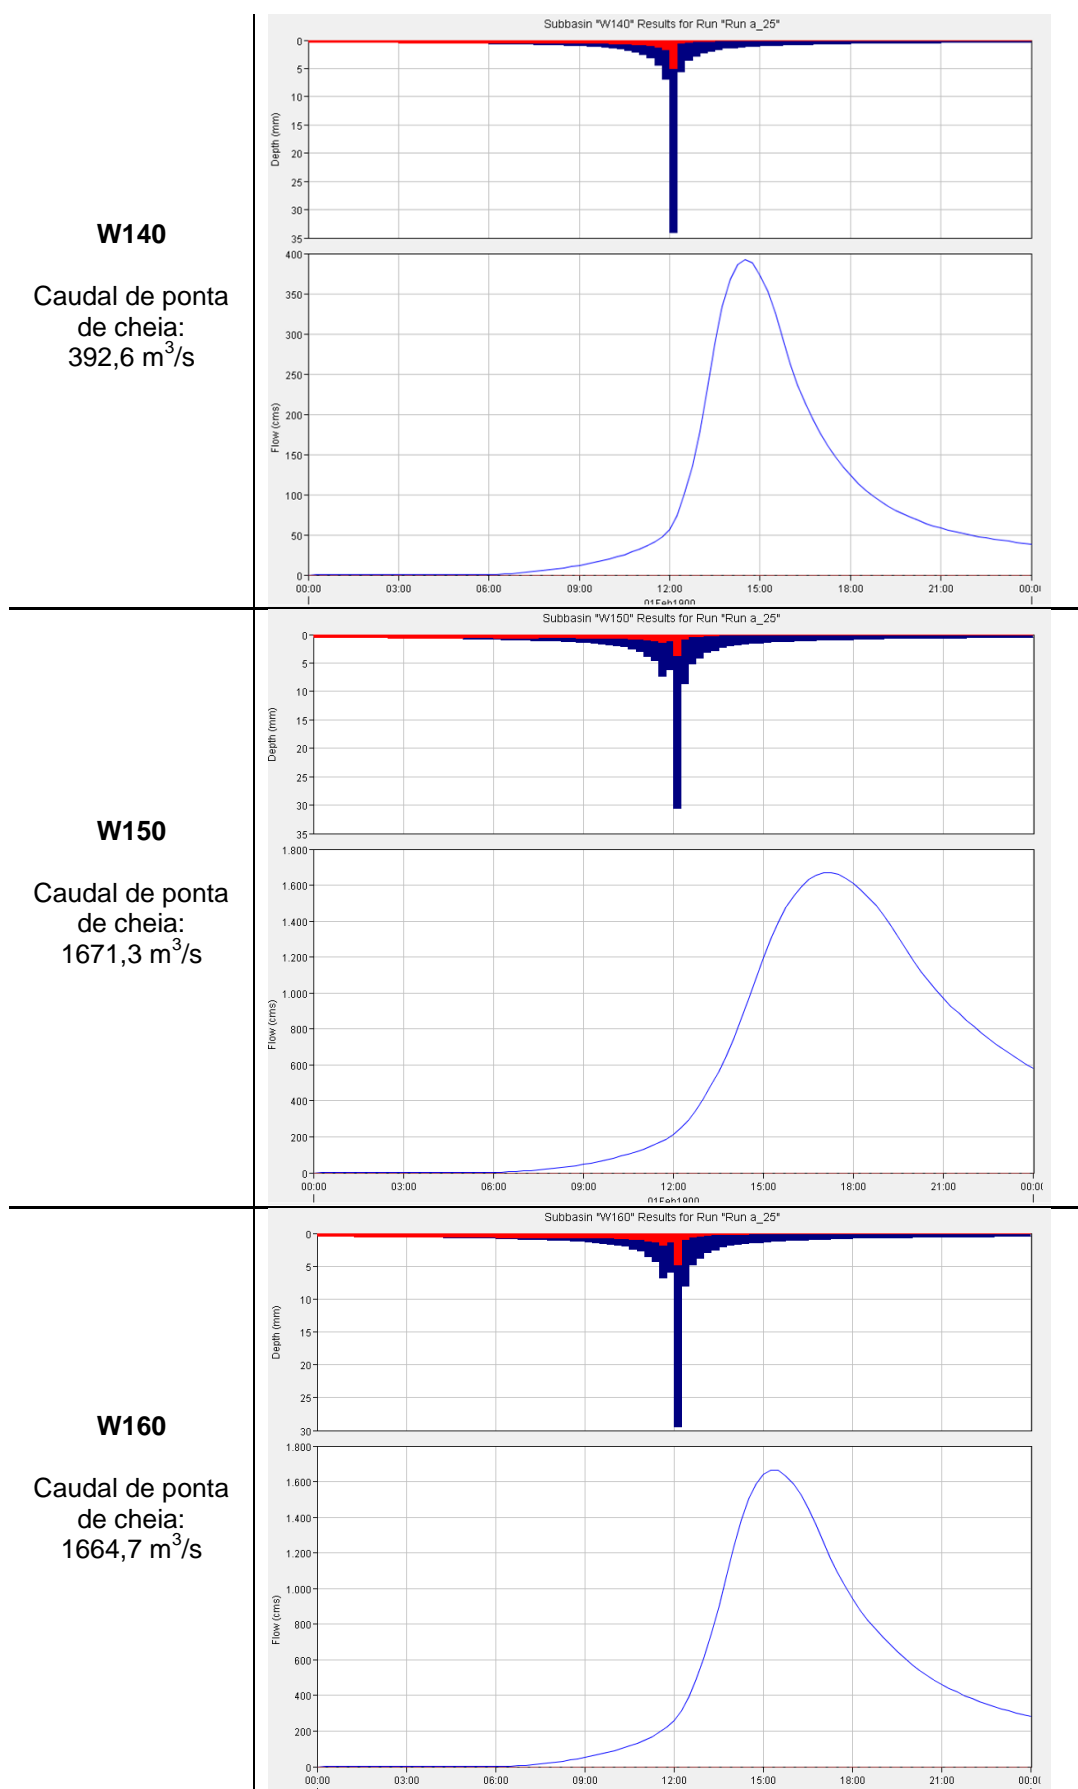 W140
Caudal de ponta
de cheia:
392,6 m³/s
Subbasin "W140" Results for Run "Run a_25"
Depth (mm)
0
5
10
15
20
25
30
35
Flow (cms)
400
350
300
250
200
150
100
50
0
00:00 03:00 06:00 09:00 12:00 15:00 18:00 21:00 00:00
01Feb1900
W150
Caudal de ponta
de cheia:
1671,3 m³/s
Subbasin "W150" Results for Run "Run a_25"
Depth (mm)
0
5
10
15
20
25
30
35
Flow (cms)
1.800
1.600
1.400
1.200
1.000
800
600
400
200
0
00:00 03:00 06:00 09:00 12:00 15:00 18:00 21:00 00:00
01Feb1900
W160
Caudal de ponta
de cheia:
1664,7 m³/s
Subbasin "W160" Results for Run "Run a_25"
Depth (mm)
0
5
10
15
20
25
30
Flow (cms)
1.800
1.600
1.400
1.200
1.000
800
600
400
200
0
00:00 03:00 06:00 09:00 12:00 15:00 18:00 21:00 00:00